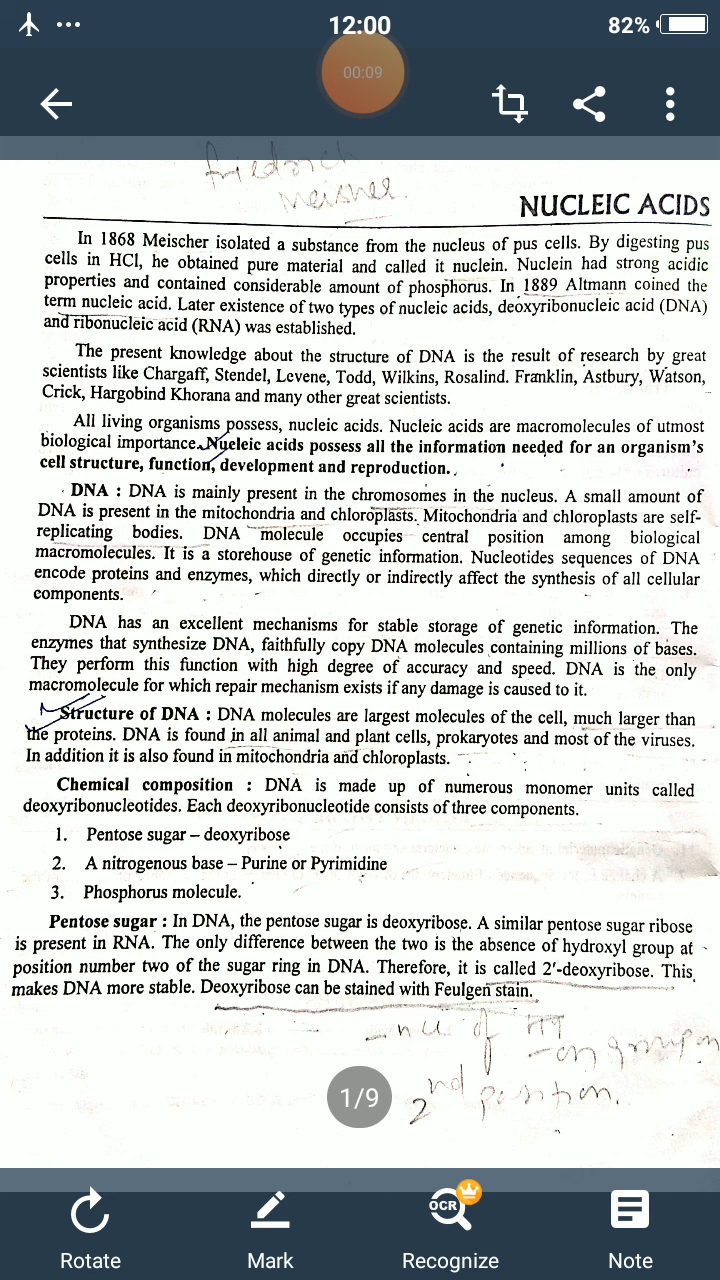 12:00
82%
00:09
friedrich
Meisher.
NUCLEIC ACIDS
In 1868 Meischer isolated a substance from the nucleus of pus cells. By digesting pus
cells in HCl, he obtained pure material and called it nuclein. Nuclein had strong acidic
properties and contained considerable amount of phosphorus. In 1889 Altmann coined the
term nucleic acid. Later existence of two types of nucleic acids, deoxyribonucleic acid (DNA)
and ribonucleic acid (RNA) was established.
The present knowledge about the structure of DNA is the result of research by great
scientists like Chargaff, Stendel, Levene, Todd, Wilkins, Rosalind. Franklin, Astbury, Watson,
Crick, Hargobind Khorana and many other great scientists.
All living organisms possess, nucleic acids. Nucleic acids are macromolecules of utmost
biological importance. Nucleic acids possess all the information needed for an organism's
cell structure, function, development and reproduction.
DNA : DNA is mainly present in the chromosomes in the nucleus. A small amount of
DNA is present in the mitochondria and chloroplasts. Mitochondria and chloroplasts are self-
replicating bodies. DNA molecule occupies central position among biological
macromolecules. It is a storehouse of genetic information. Nucleotides sequences of DNA
encode proteins and enzymes, which directly or indirectly affect the synthesis of all cellular
components.
DNA has an excellent mechanisms for stable storage of genetic information. The
enzymes that synthesize DNA, faithfully copy DNA molecules containing millions of bases.
They perform this function with high degree of accuracy and speed. DNA is the only
macromolecule for which repair mechanism exists if any damage is caused to it.
Structure of DNA : DNA molecules are largest molecules of the cell, much larger than
the proteins. DNA is found in all animal and plant cells, prokaryotes and most of the viruses.
In addition it is also found in mitochondria and chloroplasts.
Chemical composition : DNA is made up of numerous monomer units called
deoxyribonucleotides. Each deoxyribonucleotide consists of three components.
1. Pentose sugar – deoxyribose
2. A nitrogenous base – Purine or Pyrimidine
3. Phosphorus molecule.
Pentose sugar : In DNA, the pentose sugar is deoxyribose. A similar pentose sugar ribose
is present in RNA. The only difference between the two is the absence of hydroxyl group at
position number two of the sugar ring in DNA. Therefore, it is called 2′-deoxyribose. This
makes DNA more stable. Deoxyribose can be stained with Feulgen stain.
of
group on
2nd position.
1/9
OCR
Rotate Mark Recognize Note